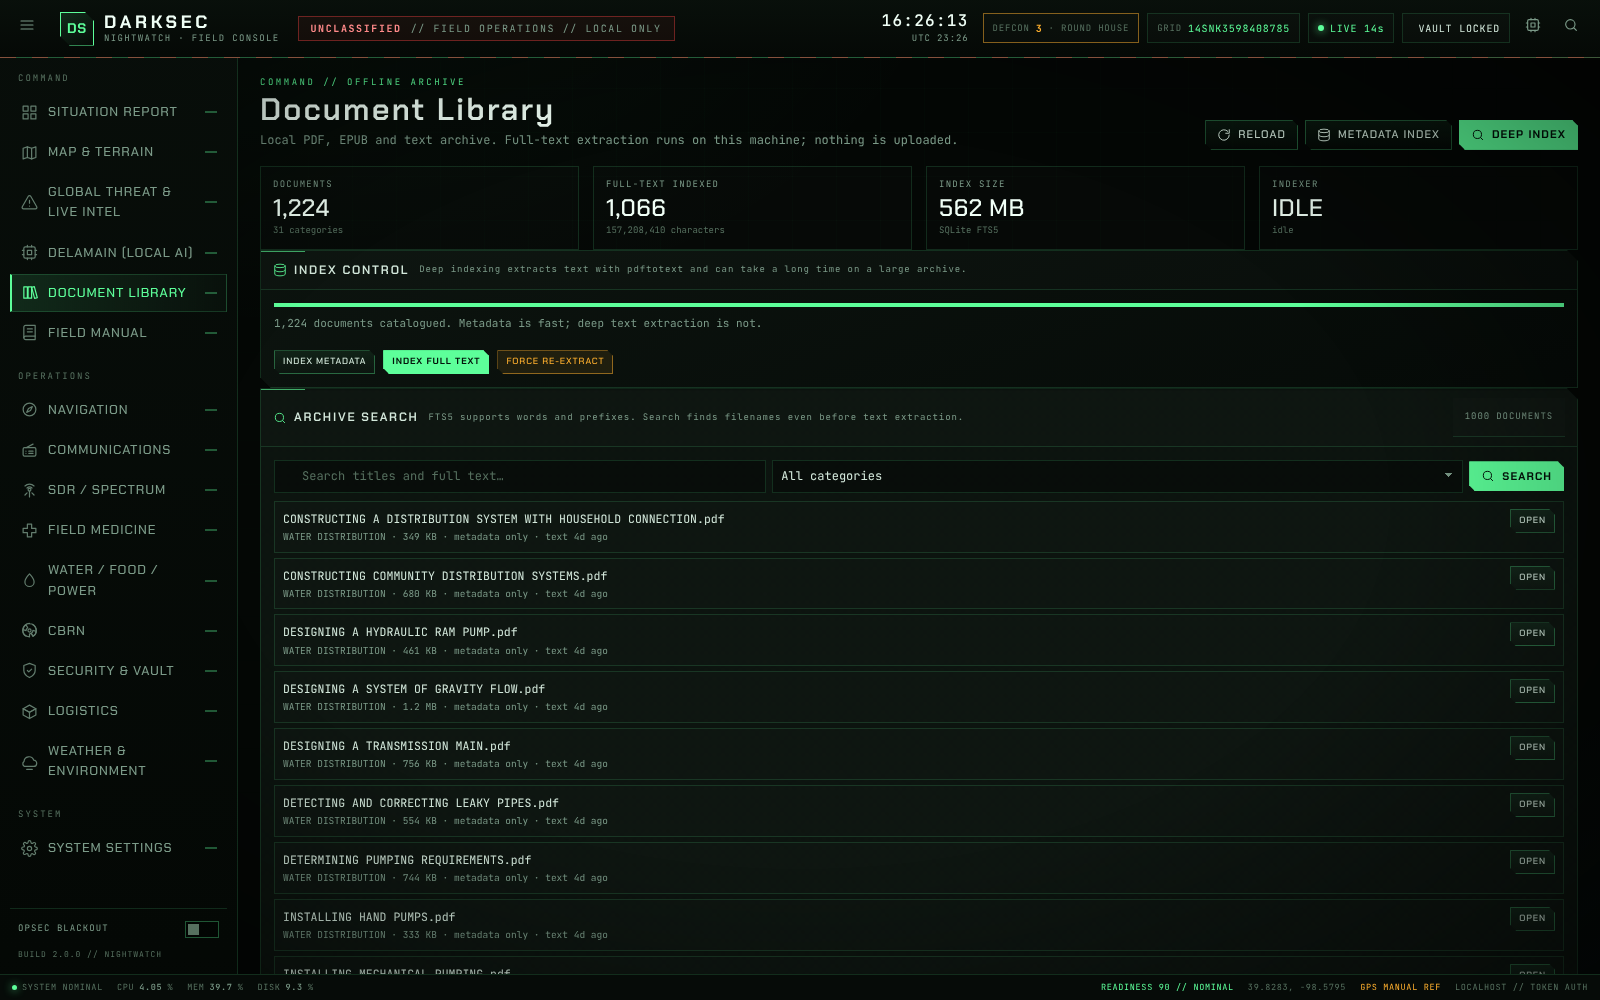 DS
DARKSEC
NIGHTWATCH · FIELD CONSOLE
UNCLASSIFIED // FIELD OPERATIONS // LOCAL ONLY
16:26:13
UTC 23:26
DEFCON 3 · ROUND HOUSE
GRID 14SNK3598408785
LIVE 14s
VAULT LOCKED
COMMAND
SITUATION REPORT
MAP & TERRAIN
GLOBAL THREAT &
LIVE INTEL
DELAMAIN (LOCAL AI)
DOCUMENT LIBRARY
FIELD MANUAL
OPERATIONS
NAVIGATION
COMMUNICATIONS
SDR / SPECTRUM
FIELD MEDICINE
WATER / FOOD /
POWER
CBRN
SECURITY & VAULT
LOGISTICS
WEATHER &
ENVIRONMENT
SYSTEM
SYSTEM SETTINGS
OPSEC BLACKOUT
BUILD 2.0.0 // NIGHTWATCH
COMMAND // OFFLINE ARCHIVE
Document Library
Local PDF, EPUB and text archive. Full-text extraction runs on this machine; nothing is uploaded.
RELOAD
METADATA INDEX
DEEP INDEX
DOCUMENTS
1,224
31 categories
FULL-TEXT INDEXED
1,066
157,208,410 characters
INDEX SIZE
562 MB
SQLite FTS5
INDEXER
IDLE
idle
INDEX CONTROL Deep indexing extracts text with pdftotext and can take a long time on a large archive.
1,224 documents catalogued. Metadata is fast; deep text extraction is not.
INDEX METADATA
INDEX FULL TEXT
FORCE RE-EXTRACT
ARCHIVE SEARCH FTS5 supports words and prefixes. Search finds filenames even before text extraction.
1000 DOCUMENTS
Search titles and full text…
All categories
SEARCH
CONSTRUCTING A DISTRIBUTION SYSTEM WITH HOUSEHOLD CONNECTION.pdf
WATER DISTRIBUTION · 349 KB · metadata only · text 4d ago
OPEN
CONSTRUCTING COMMUNITY DISTRIBUTION SYSTEMS.pdf
WATER DISTRIBUTION · 680 KB · metadata only · text 4d ago
OPEN
DESIGNING A HYDRAULIC RAM PUMP.pdf
WATER DISTRIBUTION · 461 KB · metadata only · text 4d ago
OPEN
DESIGNING A SYSTEM OF GRAVITY FLOW.pdf
WATER DISTRIBUTION · 1.2 MB · metadata only · text 4d ago
OPEN
DESIGNING A TRANSMISSION MAIN.pdf
WATER DISTRIBUTION · 756 KB · metadata only · text 4d ago
OPEN
DETECTING AND CORRECTING LEAKY PIPES.pdf
WATER DISTRIBUTION · 554 KB · metadata only · text 4d ago
OPEN
DETERMINING PUMPING REQUIREMENTS.pdf
WATER DISTRIBUTION · 744 KB · metadata only · text 4d ago
OPEN
INSTALLING HAND PUMPS.pdf
WATER DISTRIBUTION · 333 KB · metadata only · text 4d ago
OPEN
INSTALLING MECHANICAL PUMPING.pdf
OPEN
SYSTEM NOMINAL CPU 4.05 % MEM 39.7 % DISK 9.3 %
READINESS 90 // NOMINAL 39.8283, -98.5795 GPS MANUAL REF LOCALHOST // TOKEN AUTH